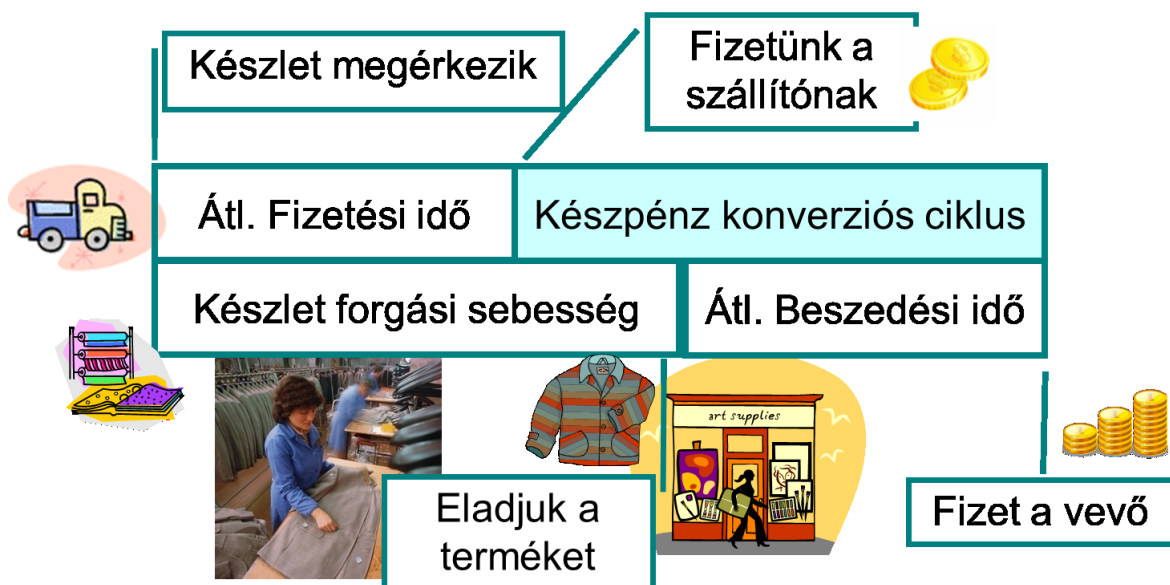 Készlet megérkezik
Fizetünk a
szállítónak
Átl. Fizetési idő
Készpénz konverziós ciklus
Készlet forgási sebesség
Átl. Beszedési idő
art supplies
Eladjuk a
terméket
Fizet a vevő